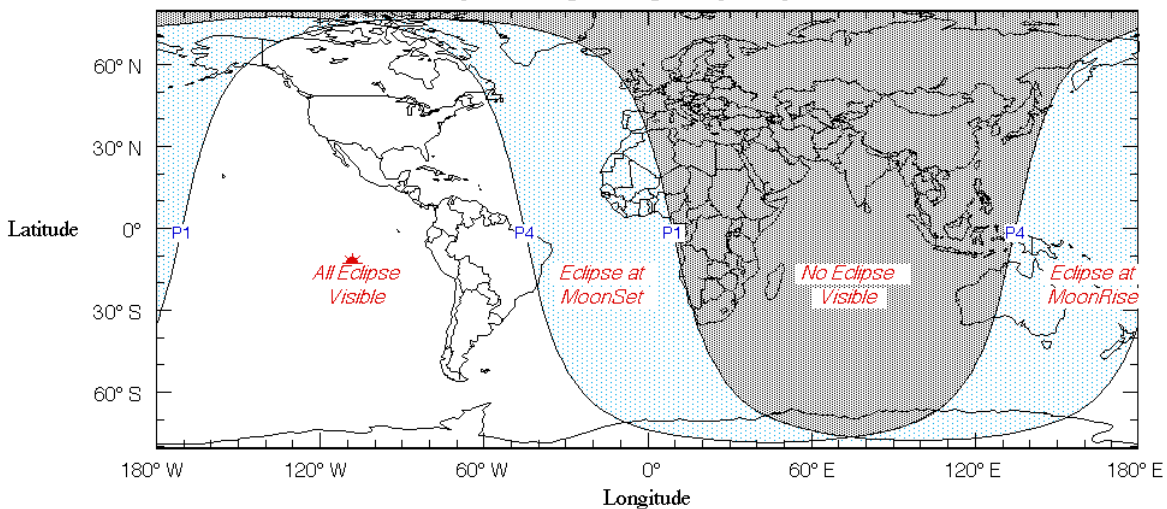 60° N
30° N
Latitude
0°
P1
P4
P1
P4
All Eclipse
Visible
Eclipse at
MoonSet
No Eclipse
Visible
Eclipse at
MoonRise
30° S
60° S
180° W
120° W
60° W
0°
60° E
120° E
180° E
Longitude